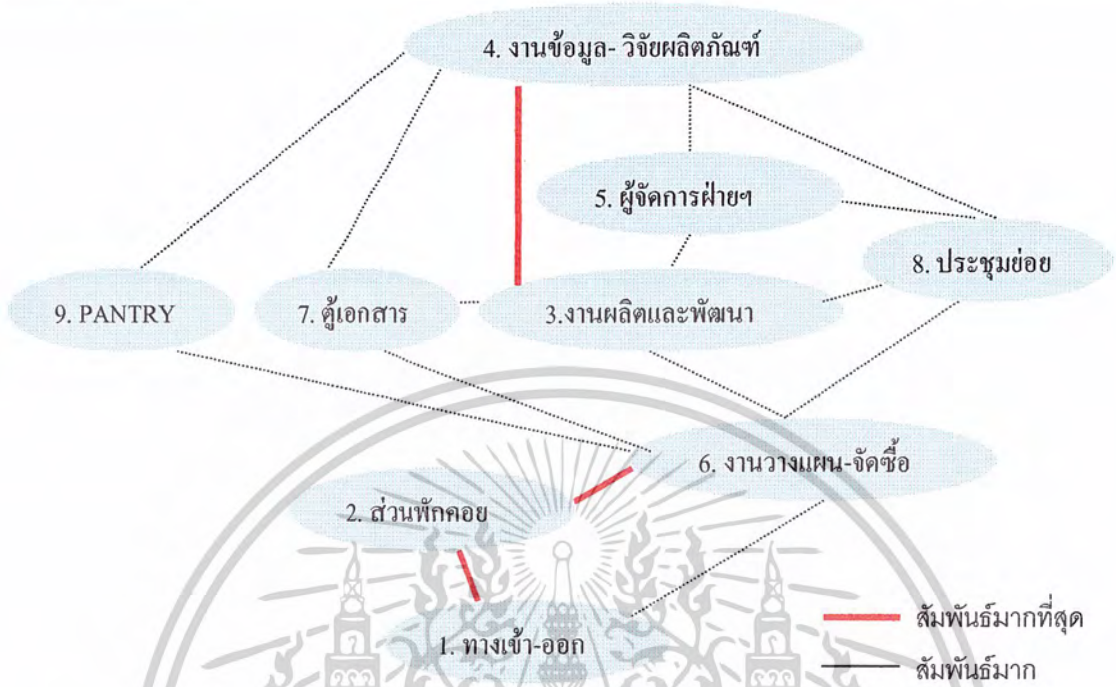 4. งานข้อมูล- วิจัยผลิตภัณฑ์
5. ผู้จัดการฝ่ายฯ
8. ประชุมย่อย
9. PANTRY
7. ตู้เอกสาร
3.งานผลิตและพัฒนา
6. งานวางแผน-จัดซื้อ
2. ส่วนพักคอย
1. ทางเข้า-ออก
สัมพันธ์มากที่สุด
สัมพันธ์มาก